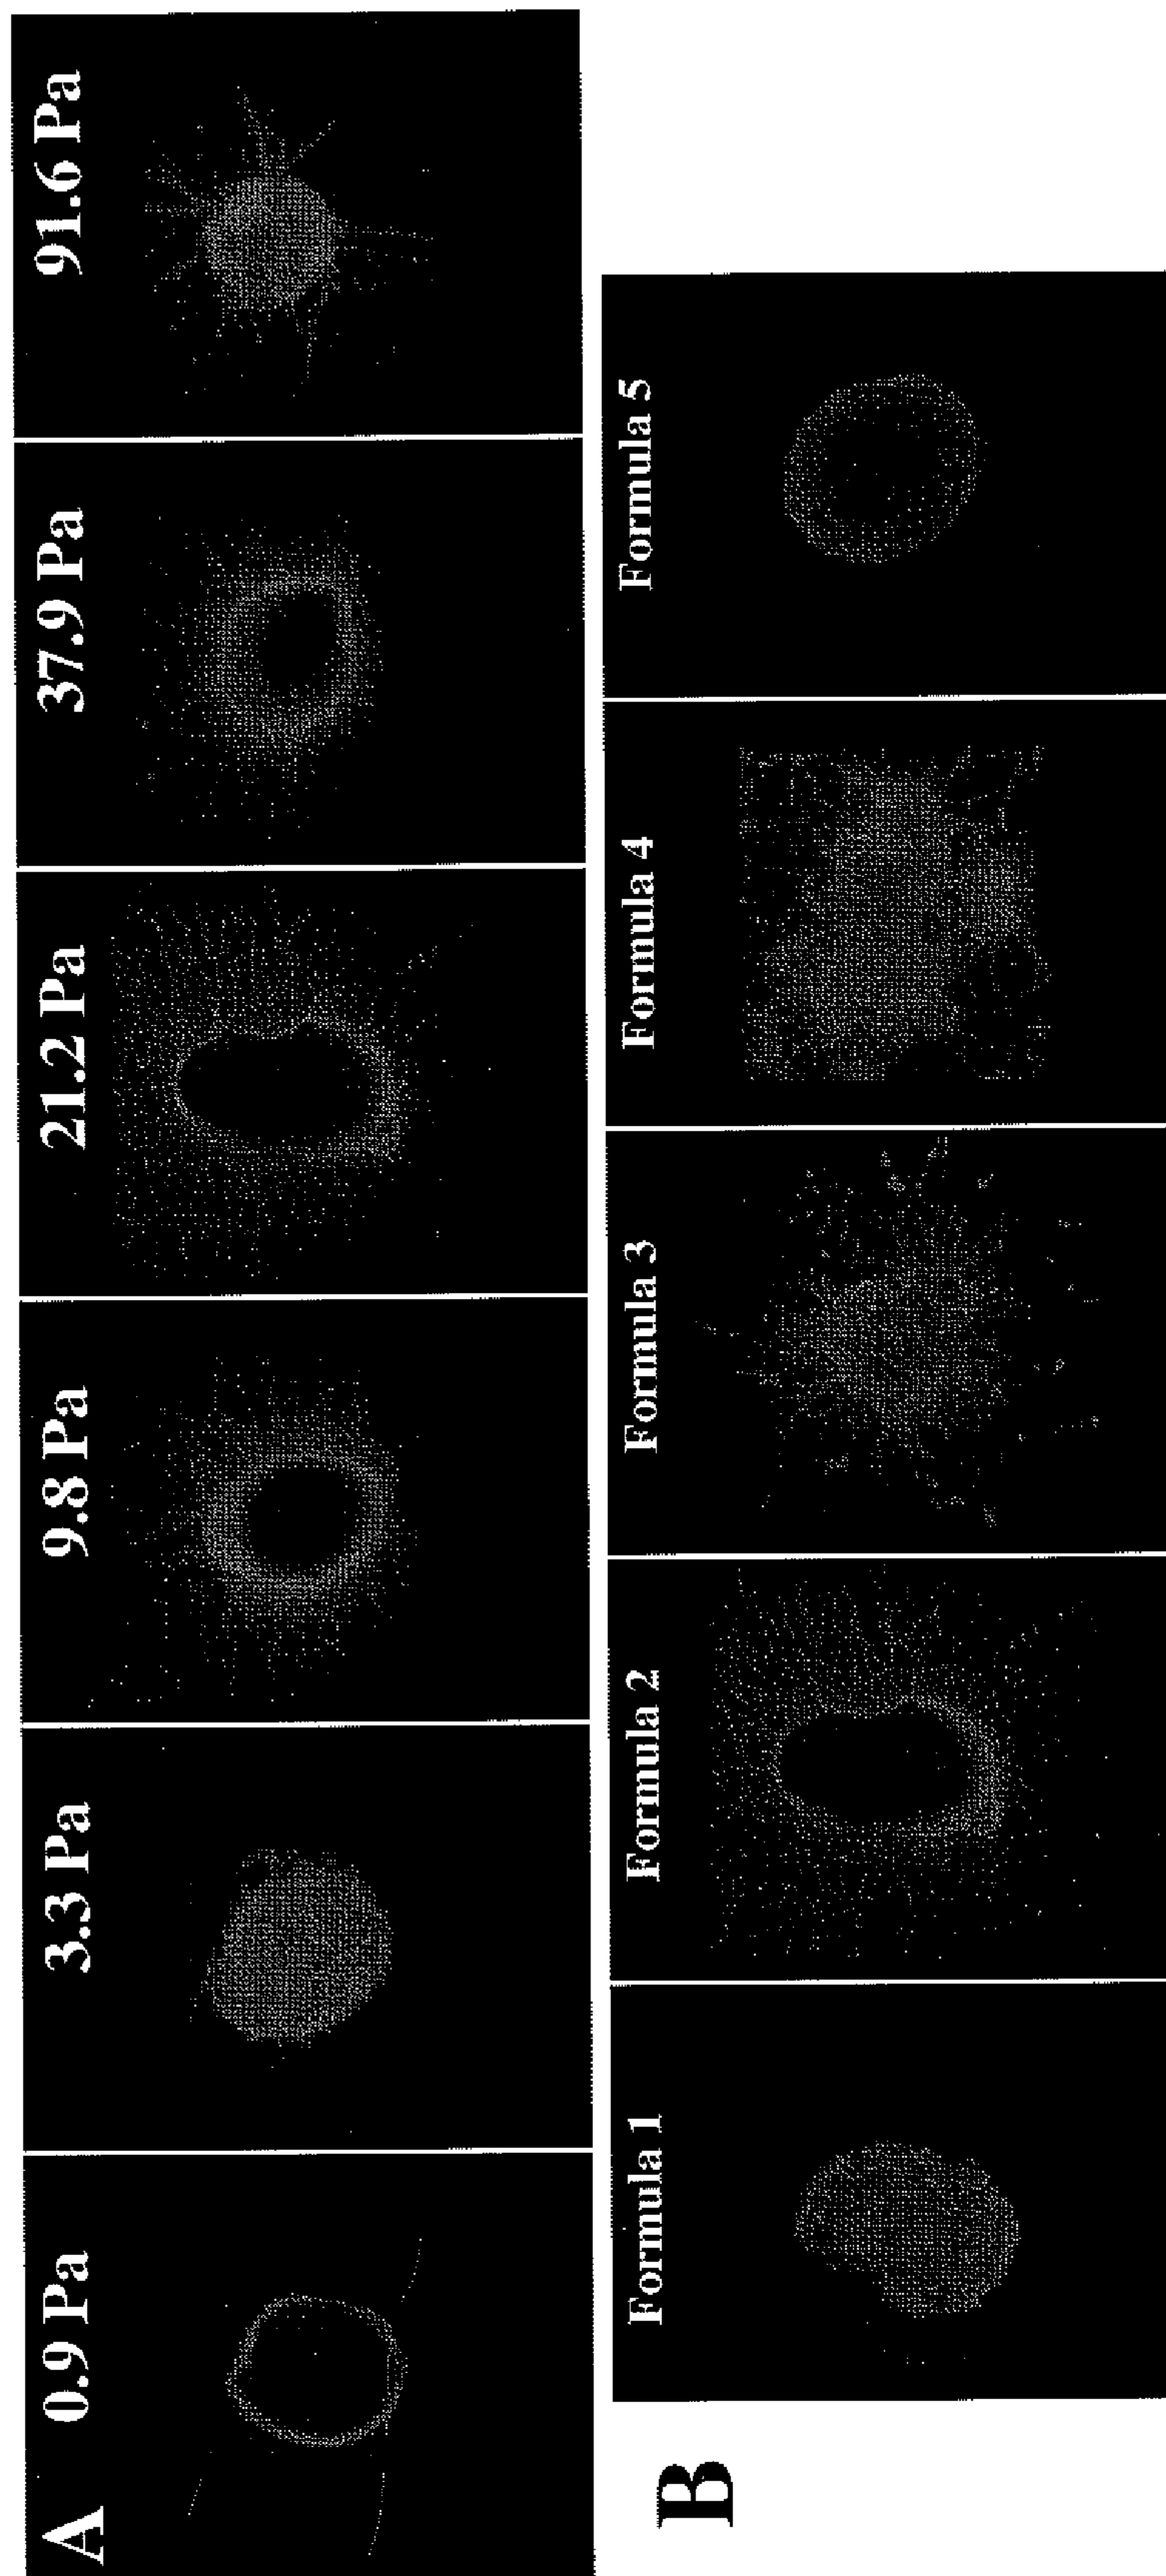 A
0.9 Pa
3.3 Pa
9.8 Pa
21.2 Pa
37.9 Pa
91.6 Pa
B
Formula 1
Formula 2
Formula 3
Formula 4
Formula 5